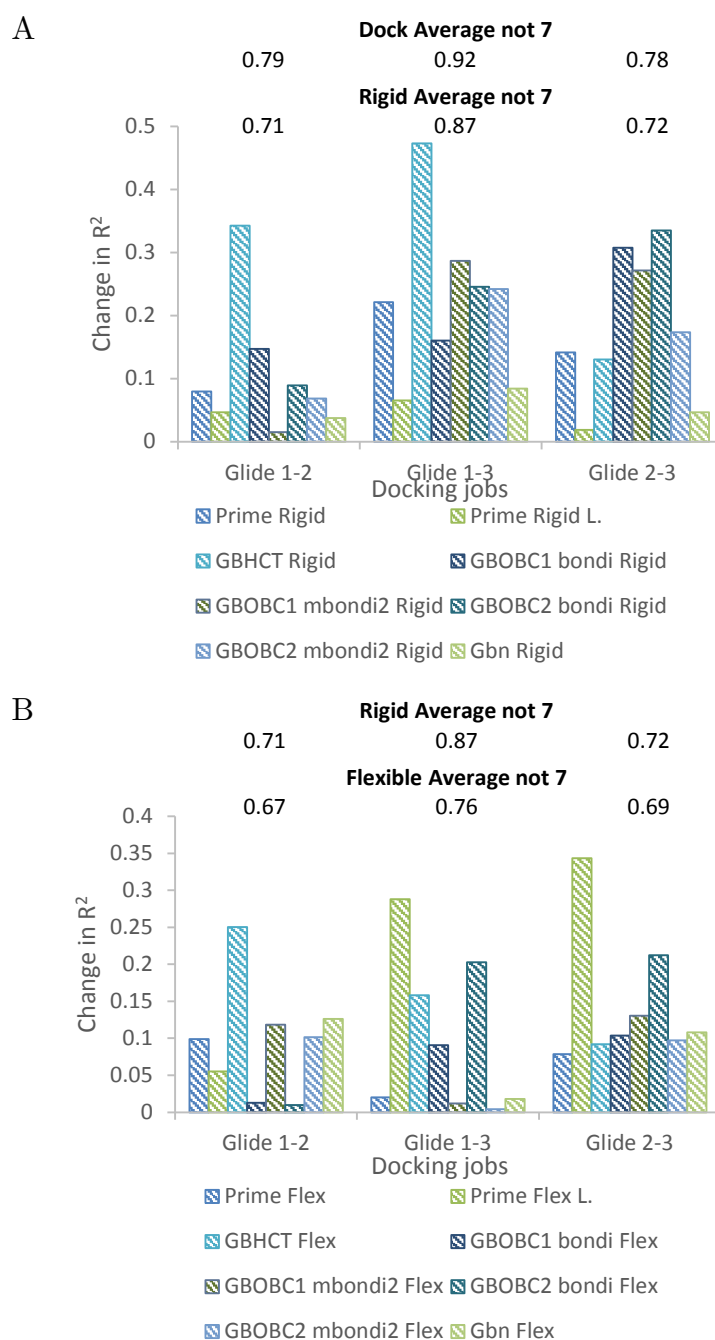 A
Dock Average not 7
0.79 0.92 0.78
Rigid Average not 7
0.71 0.87 0.72
0.5
0.4
0.3
0.2
0.1
0
Change in R²
Glide 1-2 Glide 1-3 Glide 2-3
Docking jobs
Prime Rigid Prime Rigid L.
GBHCT Rigid GBOBC1 bondi Rigid
GBOBC1 mbondi2 Rigid GBOBC2 bondi Rigid
GBOBC2 mbondi2 Rigid Gbn Rigid
B
Rigid Average not 7
0.71 0.87 0.72
Flexible Average not 7
0.67 0.76 0.69
0.4
0.35
0.3
0.25
0.2
0.15
0.1
0.05
0
Change in R²
Glide 1-2 Glide 1-3 Glide 2-3
Docking jobs
Prime Flex Prime Flex L.
GBHCT Flex GBOBC1 bondi Flex
GBOBC1 mbondi2 Flex GBOBC2 bondi Flex
GBOBC2 mbondi2 Flex Gbn Flex